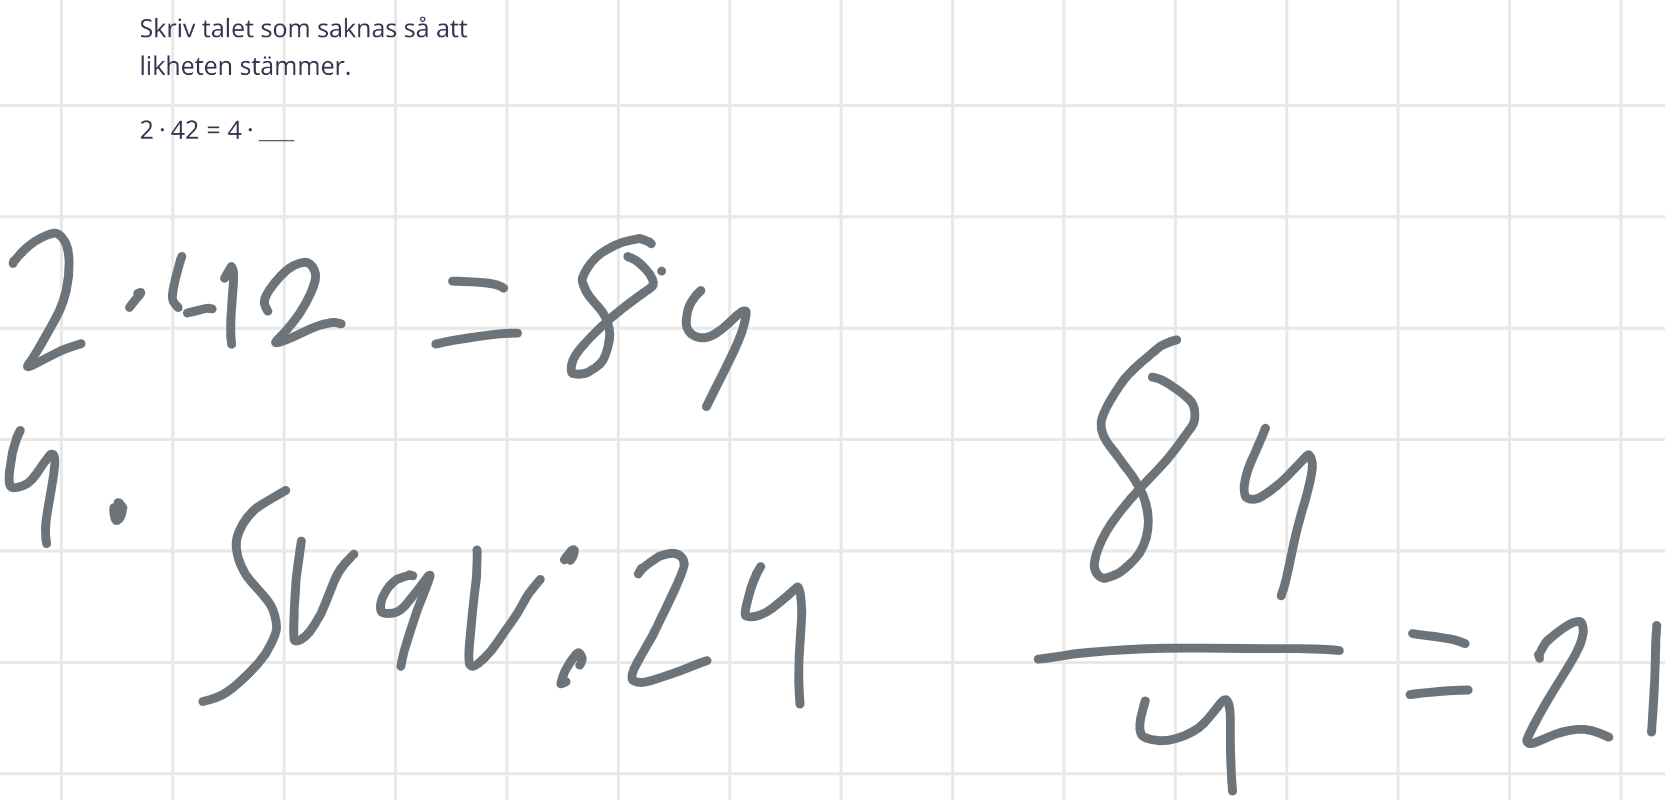 Skriv talet som saknas så att
likheten stämmer.
2 · 42 = 4 · ___
2 · 42 = 84
4 ·
Svar: 24
84
4
= 21